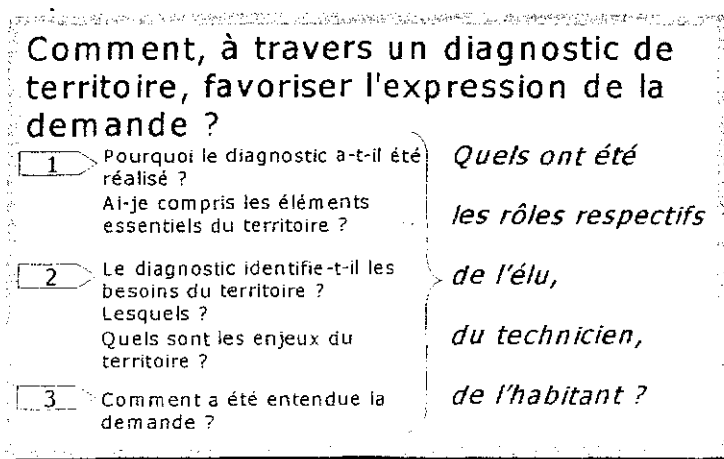 Comment, à travers un diagnostic de
territoire, favoriser l'expression de la
demande ?
1
Pourquoi le diagnostic a-t-il été
réalisé ?
Ai-je compris les éléments
essentiels du territoire ?
2
Le diagnostic identifie-t-il les
besoins du territoire ?
Lesquels ?
Quels sont les enjeux du
territoire ?
3
Comment a été entendue la
demande ?
Quels ont été
les rôles respectifs
de l'élu,
du technicien,
de l'habitant ?